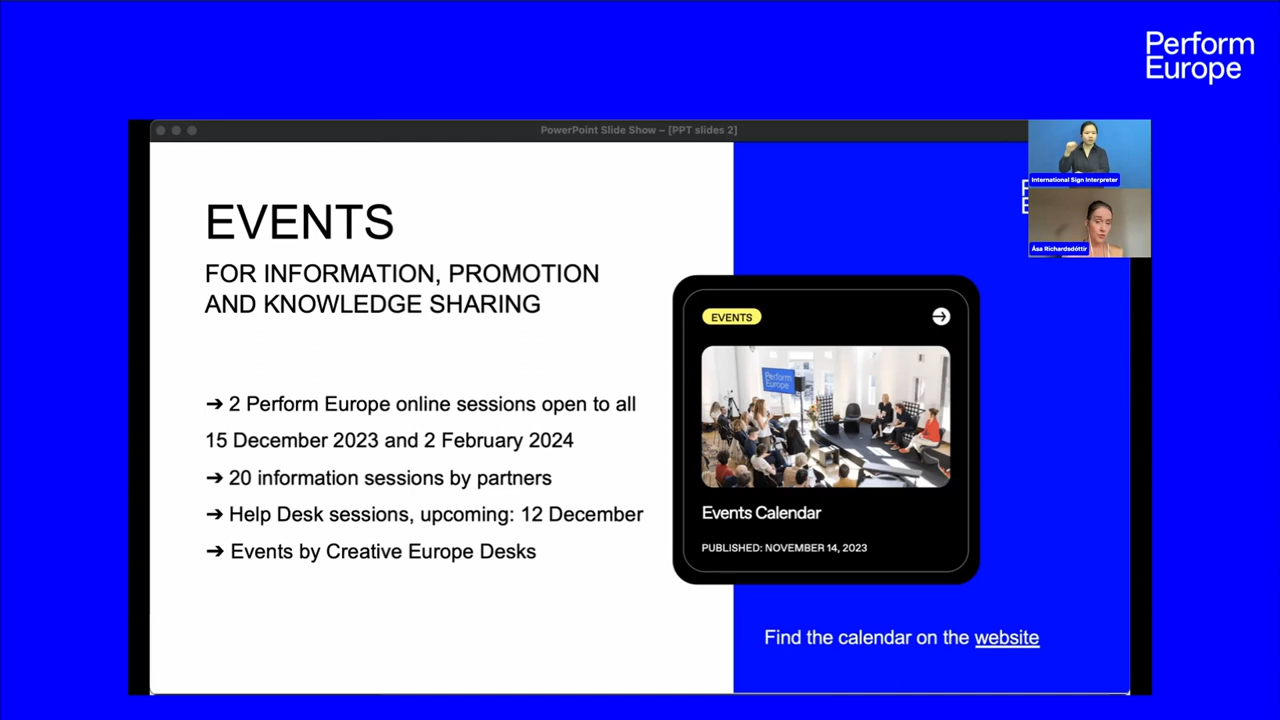 Perform
Europe
PowerPoint Slide Show – [PPT slides 2]
International Sign Interpreter
Ása Richardsdóttir
EVENTS
FOR INFORMATION, PROMOTION
AND KNOWLEDGE SHARING
➔ 2 Perform Europe online sessions open to all
15 December 2023 and 2 February 2024
➔ 20 information sessions by partners
➔ Help Desk sessions, upcoming: 12 December
➔ Events by Creative Europe Desks
EVENTS
Perform
Europe
Events Calendar
PUBLISHED: NOVEMBER 14, 2023
Find the calendar on the website